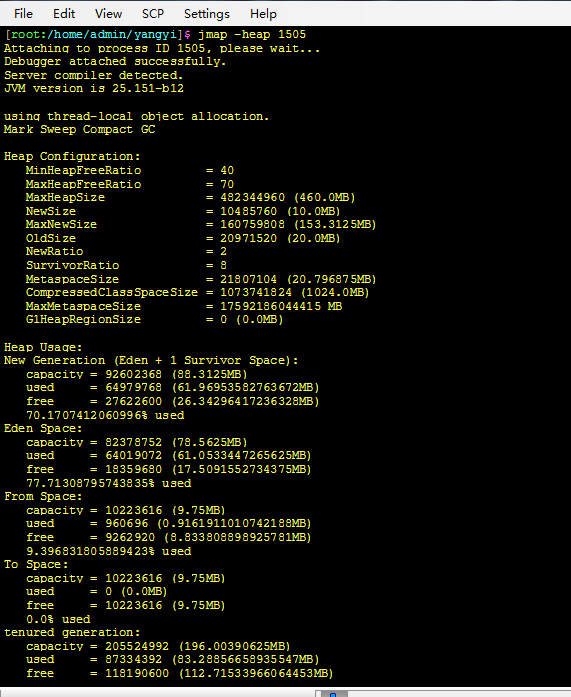 File Edit View SCP Settings Help
[root:/home/admin/yangyi]$ jmap -heap 1505
Attaching to process ID 1505, please wait...
Debugger attached successfully.
Server compiler detected.
JVM version is 25.151-b12
using thread-local object allocation.
Mark Sweep Compact GC
Heap Configuration:
MinHeapFreeRatio = 40
MaxHeapFreeRatio = 70
MaxHeapSize = 482344960 (460.0MB)
NewSize = 10485760 (10.0MB)
MaxNewSize = 160759808 (153.3125MB)
OldSize = 20971520 (20.0MB)
NewRatio = 2
SurvivorRatio = 8
MetaspaceSize = 21807104 (20.796875MB)
CompressedClassSpaceSize = 1073741824 (1024.0MB)
MaxMetaspaceSize = 17592186044415 MB
G1HeapRegionSize = 0 (0.0MB)
Heap Usage:
New Generation (Eden + 1 Survivor Space):
capacity = 92602368 (88.3125MB)
used = 64979768 (61.96953582763672MB)
free = 27622600 (26.34296417236328MB)
70.1707412060996% used
Eden Space:
capacity = 82378752 (78.5625MB)
used = 64019072 (61.0533447265625MB)
free = 18359680 (17.5091552734375MB)
77.71308795743835% used
From Space:
capacity = 10223616 (9.75MB)
used = 960696 (0.9161911010742188MB)
free = 9262920 (8.833808898925781MB)
9.396831805889423% used
To Space:
capacity = 10223616 (9.75MB)
used = 0 (0.0MB)
free = 10223616 (9.75MB)
0.0% used
tenured generation:
capacity = 205524992 (196.00390625MB)
used = 87334392 (83.28856658935547MB)
free = 118190600 (112.71533966064453MB)